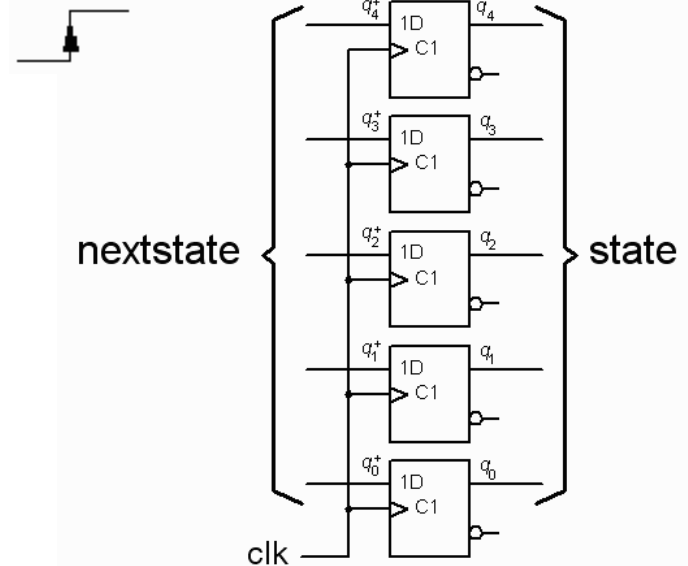 q₄⁺ 1D C1 q₄
q₃⁺ 1D C1 q₃
nextstate q₂⁺ 1D C1 q₂ state
q₁⁺ 1D C1 q₁
q₀⁺ 1D C1 q₀
clk